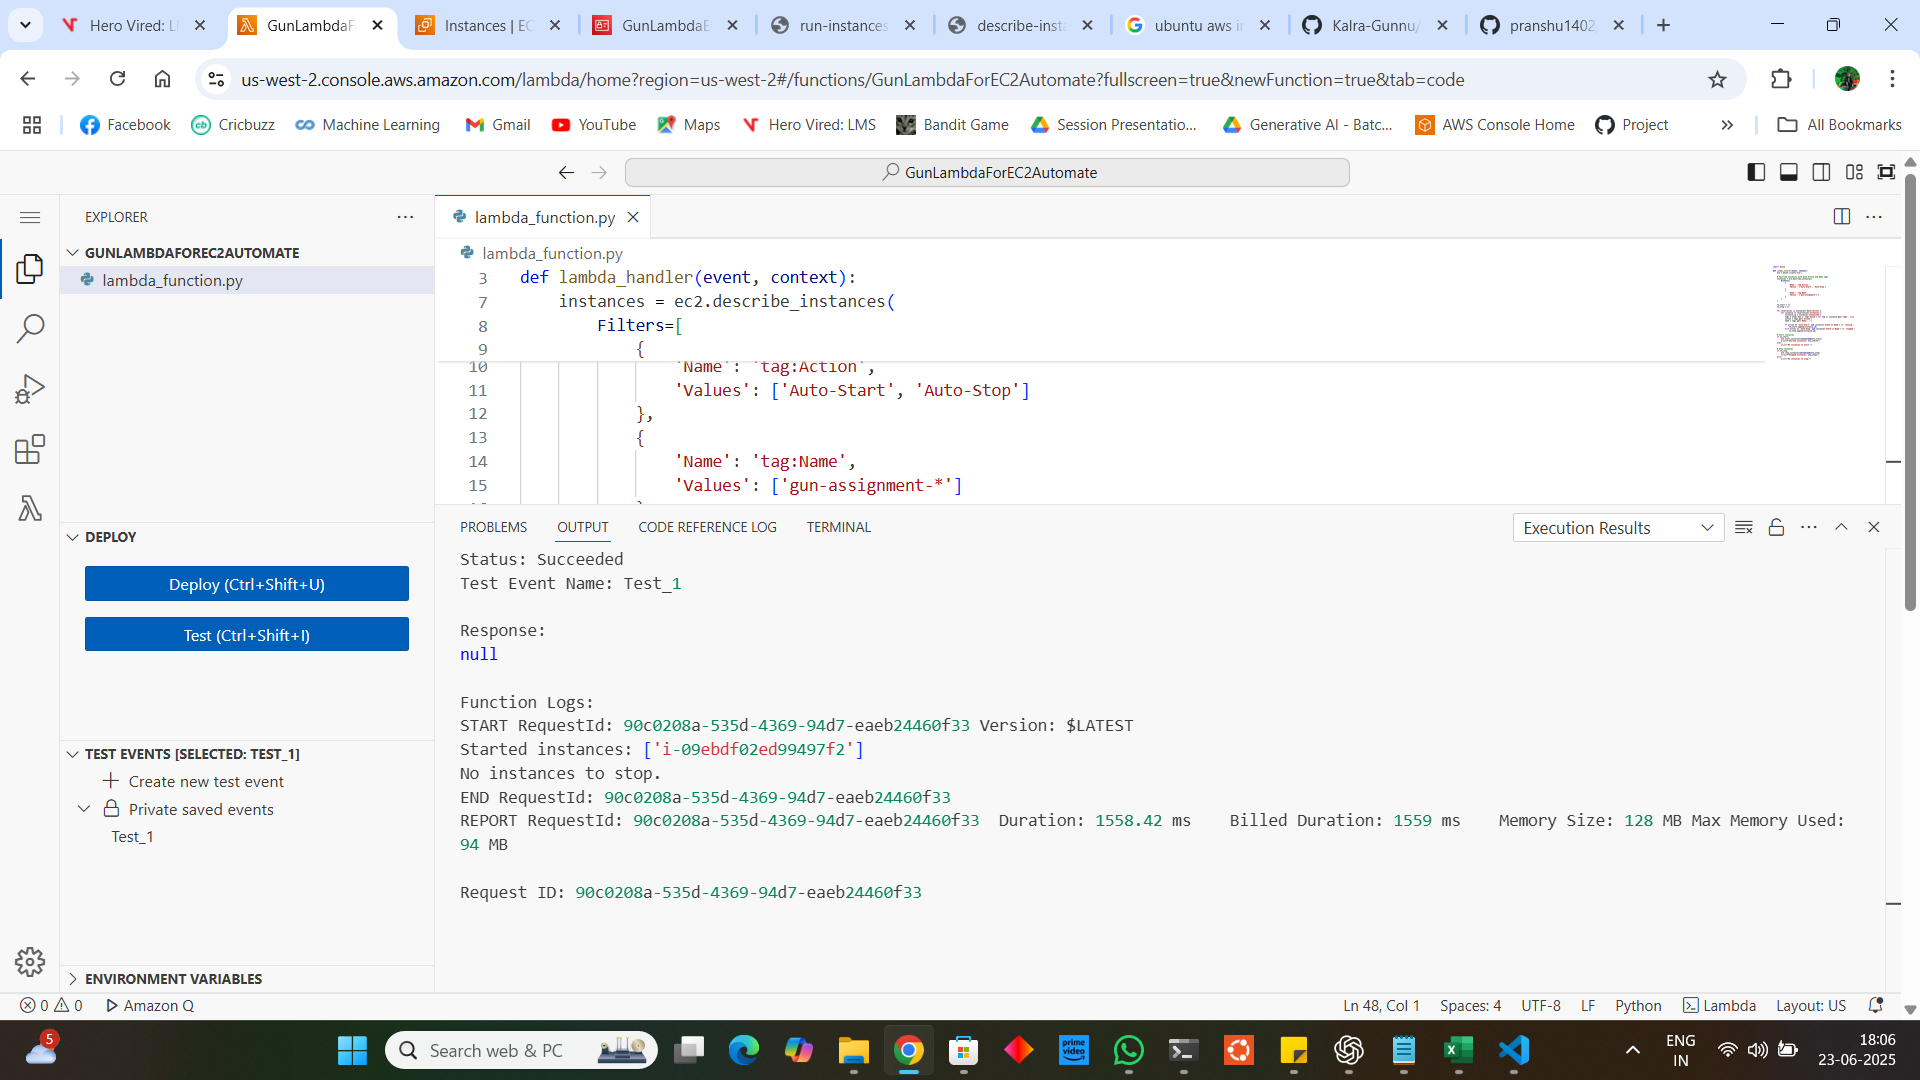 Hero Vired: L
GunLambdaF
Instances | EC
GunLambdaE
run-instances
describe-insta
ubuntu aws i
Kalra-Gunnu/
pranshu1402
us-west-2.console.aws.amazon.com/lambda/home?region=us-west-2#/functions/GunLambdaForEC2Automate?fullscreen=true&newFunction=true&tab=code
Facebook
Cricbuzz
Machine Learning
Gmail
YouTube
Maps
Hero Vired: LMS
Bandit Game
Session Presentatio...
Generative AI - Batc...
AWS Console Home
Project
All Bookmarks
GunLambdaForEC2Automate
EXPLORER
GUNLAMBDAFOREC2AUTOMATE
lambda_function.py
DEPLOY
Deploy (Ctrl+Shift+U)
Test (Ctrl+Shift+I)
TEST EVENTS [SELECTED: TEST_1]
Create new test event
Private saved events
Test_1
ENVIRONMENT VARIABLES
lambda_function.py
lambda_function.py
3 def lambda_handler(event, context):
7 instances = ec2.describe_instances(
8 Filters=[
9 {
10 'Name': 'tag:Action',
11 'Values': ['Auto-Start', 'Auto-Stop']
12 },
13 {
14 'Name': 'tag:Name',
15 'Values': ['gun-assignment-*']
PROBLEMS OUTPUT CODE REFERENCE LOG TERMINAL
Execution Results
Status: Succeeded
Test Event Name: Test_1
Response:
null
Function Logs:
START RequestId: 90c0208a-535d-4369-94d7-eaeb24460f33 Version: $LATEST
Started instances: ['i-09ebdf02ed99497f2']
No instances to stop.
END RequestId: 90c0208a-535d-4369-94d7-eaeb24460f33
REPORT RequestId: 90c0208a-535d-4369-94d7-eaeb24460f33 Duration: 1558.42 ms Billed Duration: 1559 ms Memory Size: 128 MB Max Memory Used:
94 MB
Request ID: 90c0208a-535d-4369-94d7-eaeb24460f33
0 0 Amazon Q
Ln 48, Col 1 Spaces: 4 UTF-8 LF Python Lambda Layout: US
5
Search web & PC
prime video
ENG
IN
18:06
23-06-2025